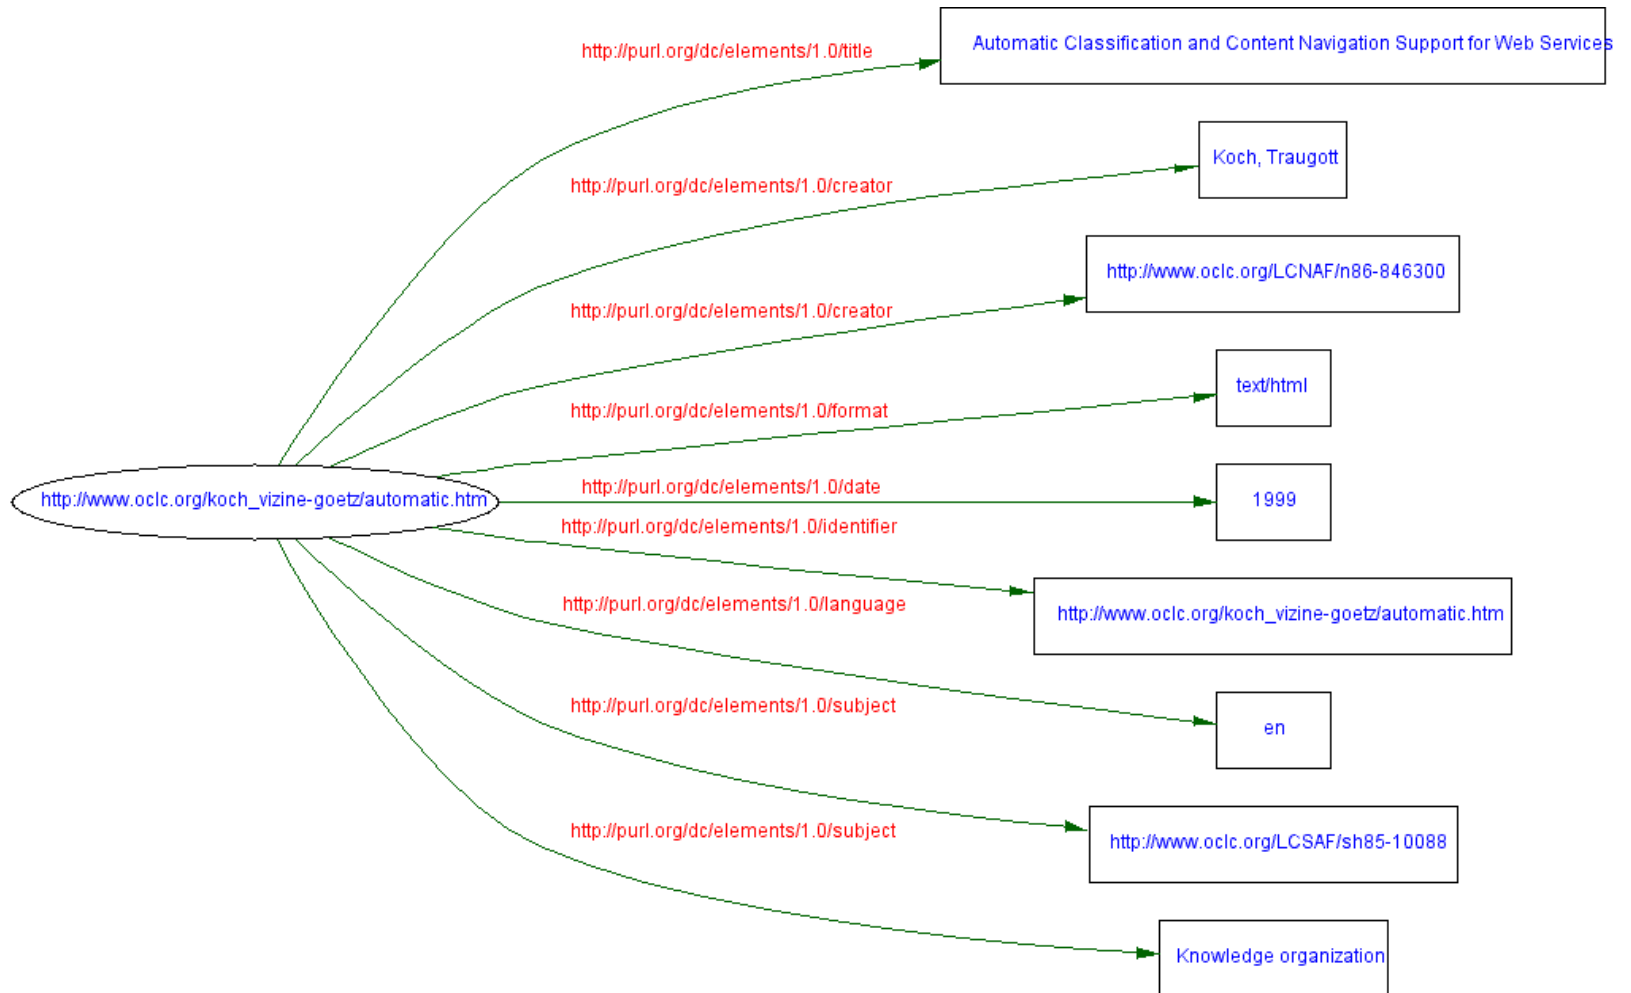 http://purl.org/dc/elements/1.0/title
Automatic Classification and Content Navigation Support for Web Services
http://purl.org/dc/elements/1.0/creator
Koch, Traugott
http://purl.org/dc/elements/1.0/creator
http://www.oclc.org/LCNAF/n86-846300
http://purl.org/dc/elements/1.0/format
text/html
http://www.oclc.org/koch_vizine-goetz/automatic.htm
http://purl.org/dc/elements/1.0/date
1999
http://purl.org/dc/elements/1.0/identifier
http://www.oclc.org/koch_vizine-goetz/automatic.htm
http://purl.org/dc/elements/1.0/language
en
http://purl.org/dc/elements/1.0/subject
http://www.oclc.org/LCSAF/sh85-10088
http://purl.org/dc/elements/1.0/subject
Knowledge organization